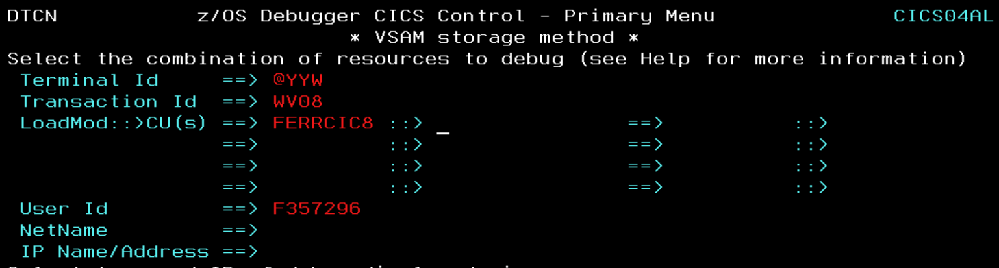 DTCN z/OS Debugger CICS Control - Primary Menu CICS04AL
* VSAM storage method *
Select the combination of resources to debug (see Help for more information)
Terminal Id ==> @YYW
Transaction Id ==> WV08
LoadMod::>CU(s) ==> FERRCIC8 ::> _ ==> ::>
==> ::> ==> ::>
==> ::> ==> ::>
==> ::> ==> ::>
User Id ==> F357296
NetName ==>
IP Name/Address ==>